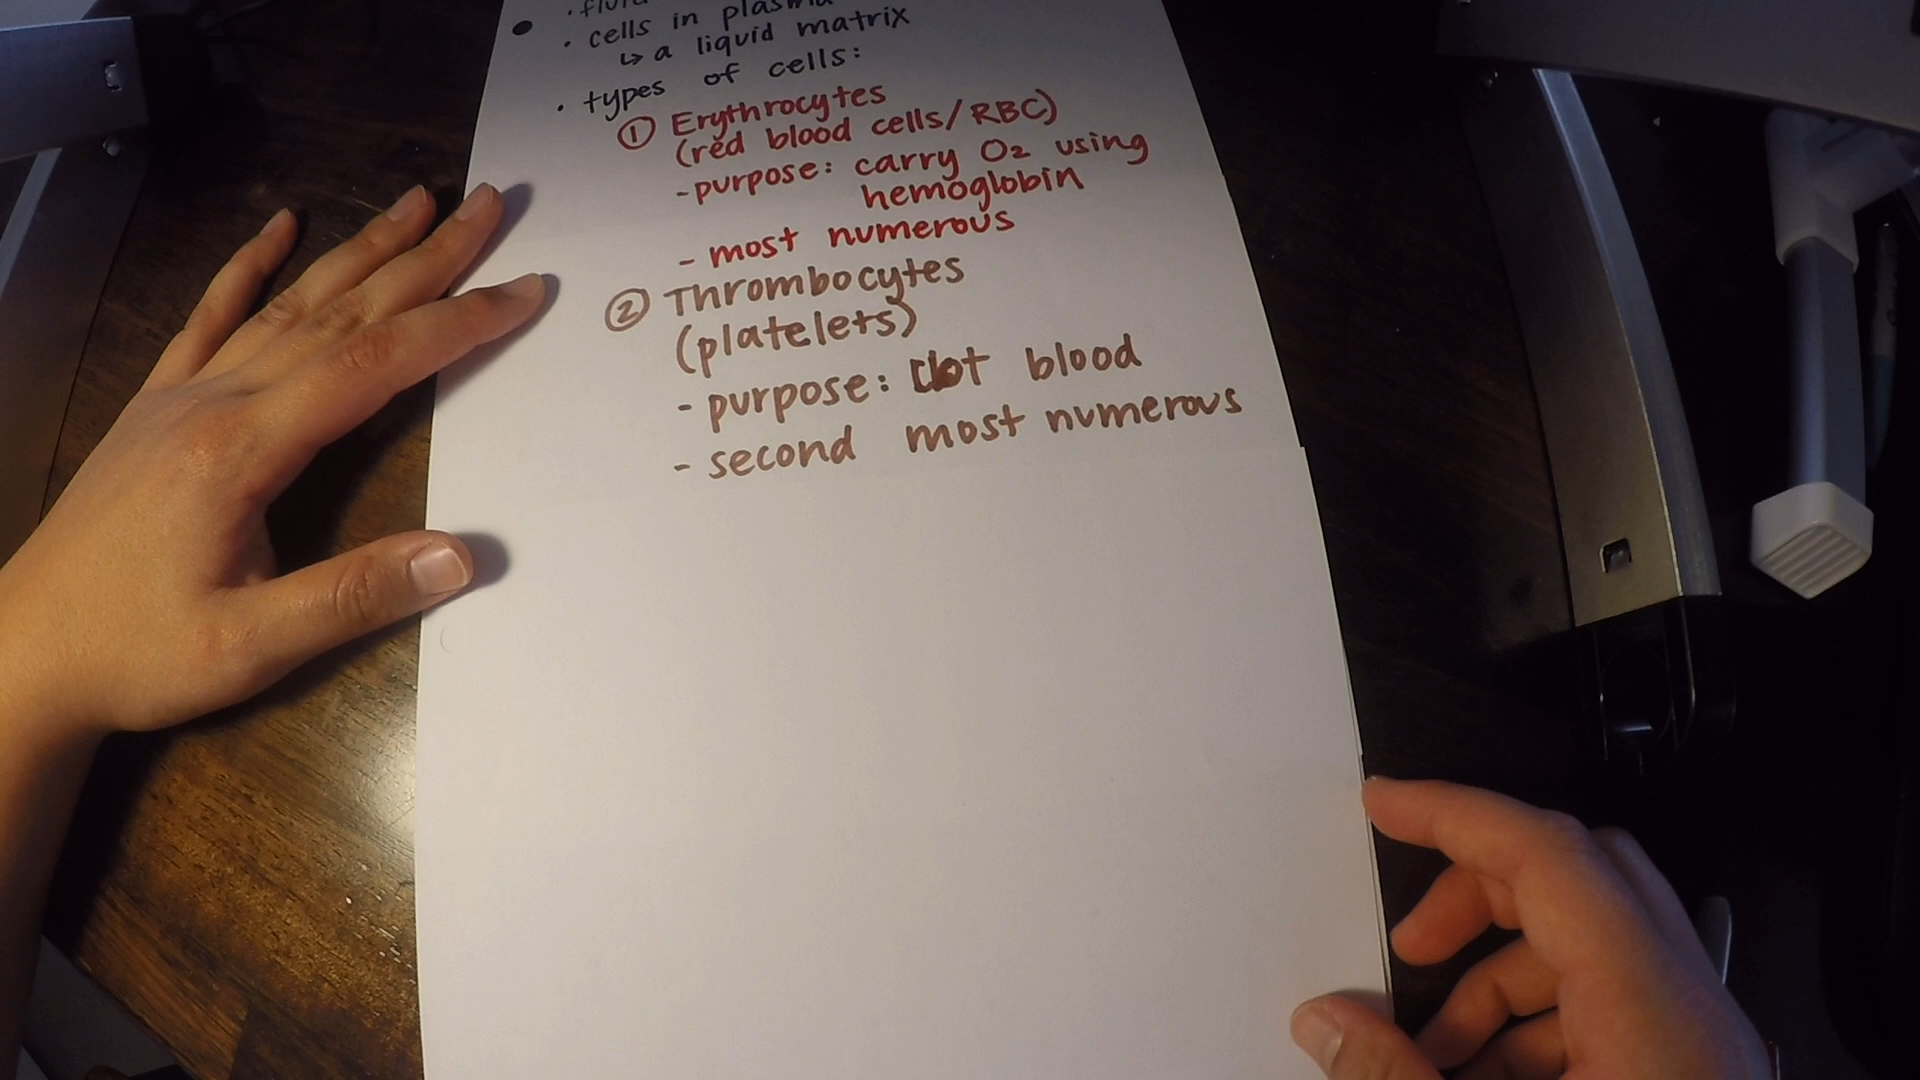 · fluid
· cells in plasma
↳ a liquid matrix
· types of cells:
① Erythrocytes
(red blood cells/RBC)
- purpose: carry O₂ using
hemoglobin
- most numerous
② Thrombocytes
(platelets)
- purpose: clot blood
- second most numerous